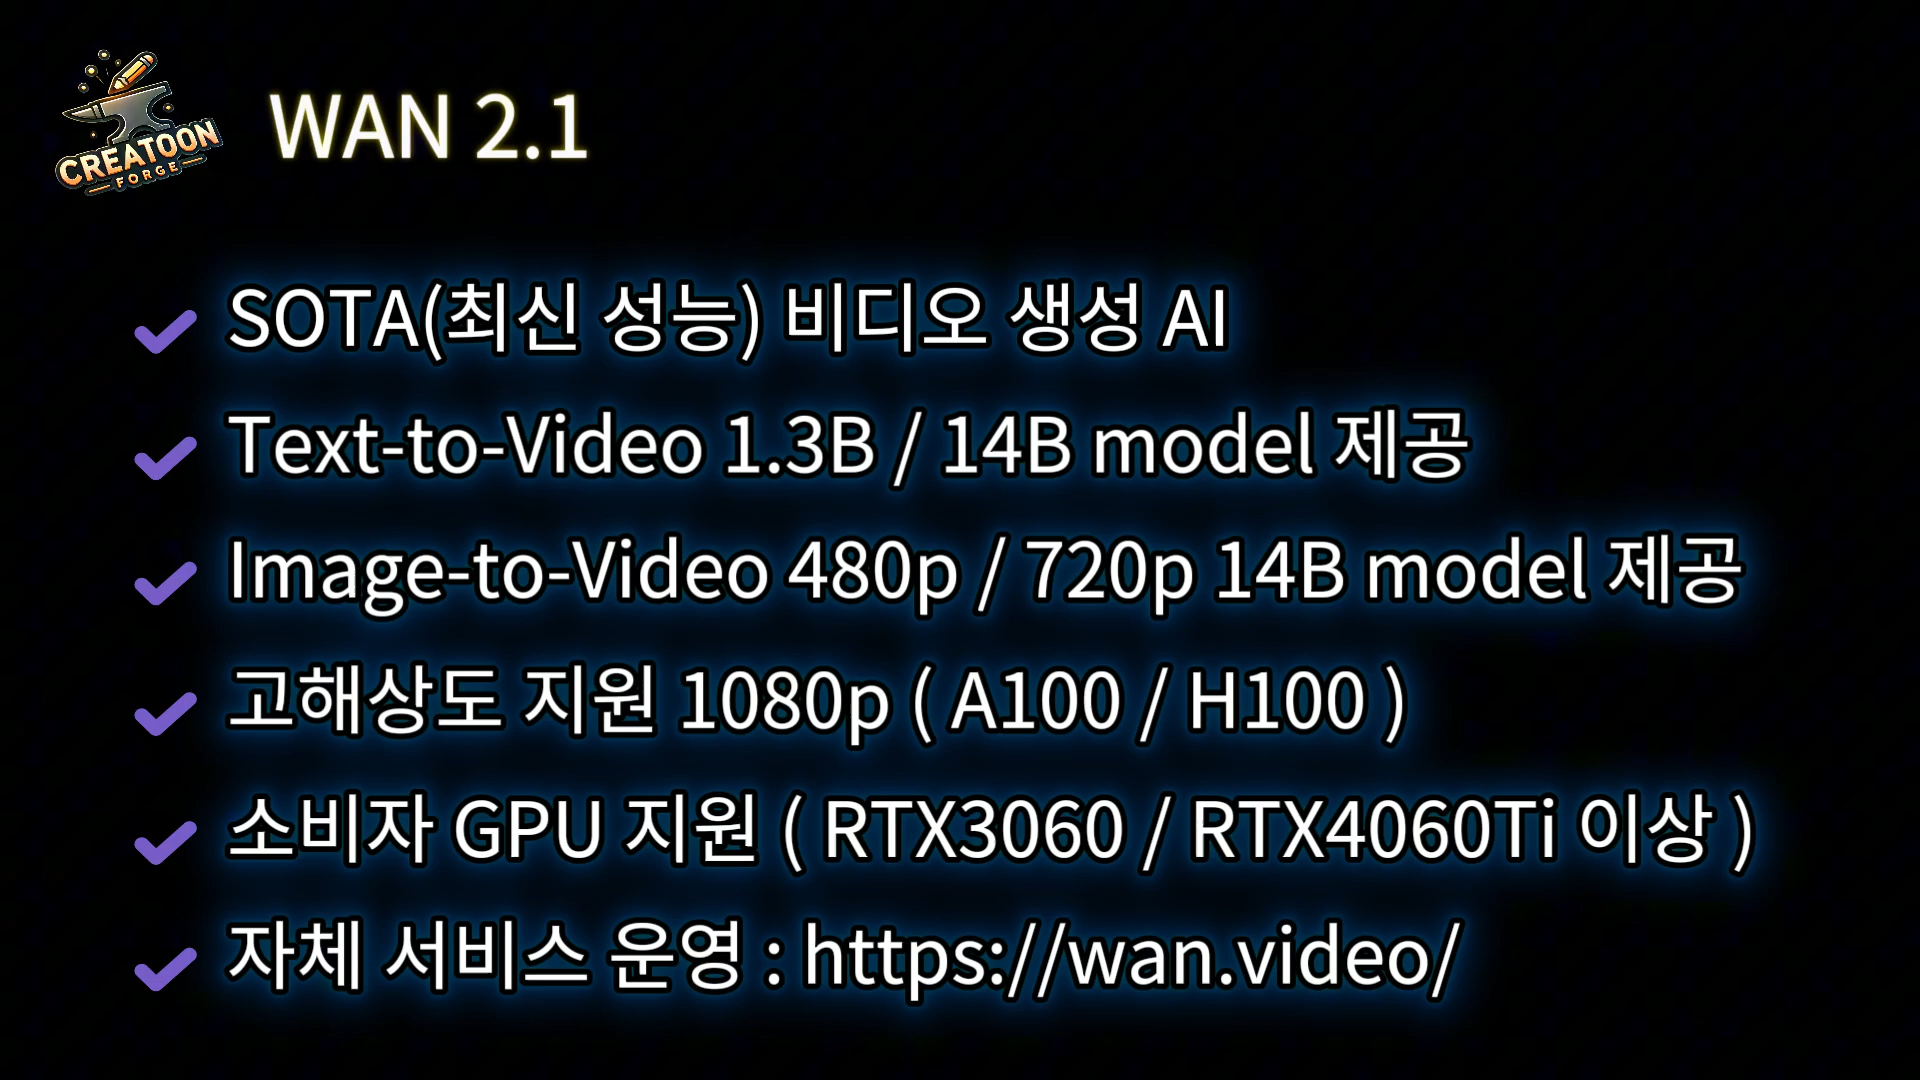 CREATOON
FORGE
WAN 2.1
SOTA(최신 성능) 비디오 생성 AI
Text-to-Video 1.3B / 14B model 제공
Image-to-Video 480p / 720p 14B model 제공
고해상도 지원 1080p ( A100 / H100 )
소비자 GPU 지원 ( RTX3060 / RTX4060Ti 이상 )
자체 서비스 운영 : https://wan.video/